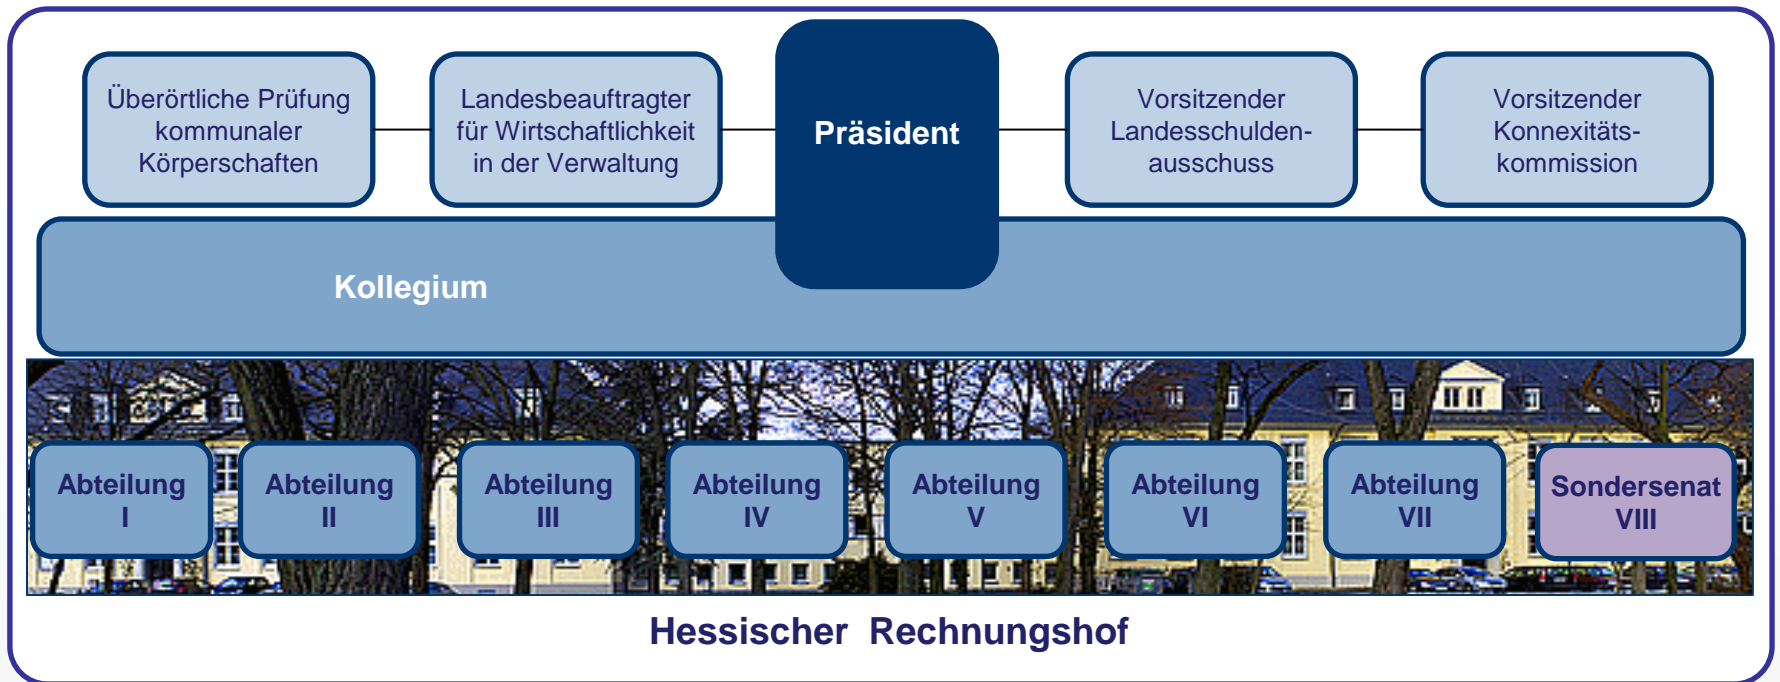 Überörtliche Prüfung
kommunaler
Körperschaften
Landesbeauftragter
für Wirtschaftlichkeit
in der Verwaltung
Präsident
Vorsitzender
Landesschulden-
ausschuss
Vorsitzender
Konnexitäts-
kommission
Kollegium
Abteilung
I
Abteilung
II
Abteilung
III
Abteilung
IV
Abteilung
V
Abteilung
VI
Abteilung
VII
Sondersenat
VIII
Hessischer Rechnungshof